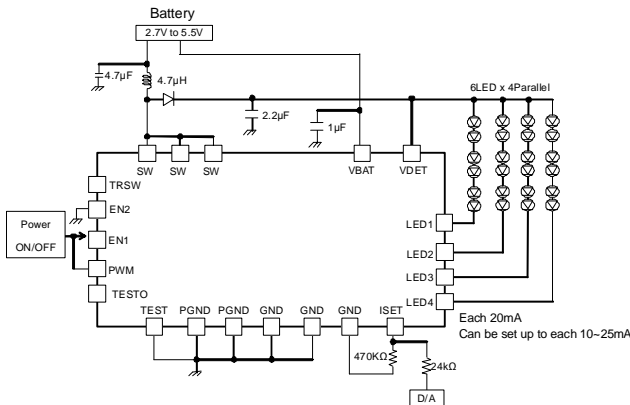 Battery
2.7V to 5.5V
4.7µF
4.7µH
6LED x 4Parallel
2.2µF
1µF
SW
SW
SW
VBAT
VDET
TRSW
EN2
Power
ON/OFF
EN1
PWM
TESTO
LED1
LED2
LED3
LED4
TEST
PGND
PGND
GND
GND
GND
ISET
Each 20mA
Can be set up to each 10~25mA
470KΩ
24kΩ
D/A